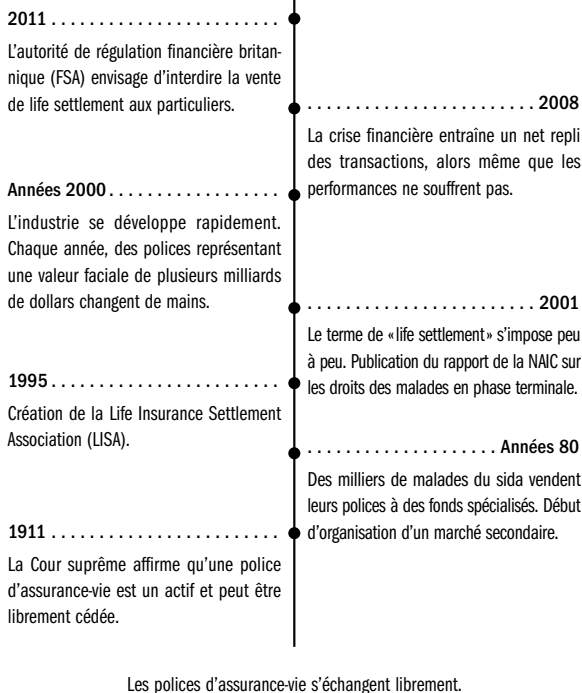 2011 . . . . . . . . . . . . . . . . . . . . . . . .
L’autorité de régulation financière britan-
nique (FSA) envisage d’interdire la vente
de life settlement aux particuliers.
. . . . . . . . . . . . . . . . . . . . . . . . 2008
La crise financière entraîne un net repli
des transactions, alors même que les
performances ne souffrent pas.
Années 2000 . . . . . . . . . . . . . . . . . .
L’industrie se développe rapidement.
Chaque année, des polices représentant
une valeur faciale de plusieurs milliards
de dollars changent de mains.
. . . . . . . . . . . . . . . . . . . . . . . . 2001
Le terme de «life settlement» s’impose peu
à peu. Publication du rapport de la NAIC sur
les droits des malades en phase terminale.
1995 . . . . . . . . . . . . . . . . . . . . . . . .
Création de la Life Insurance Settlement
Association (LISA).
. . . . . . . . . . . . . . . . . . . . Années 80
Des milliers de malades du sida vendent
leurs polices à des fonds spécialisés. Début
d’organisation d’un marché secondaire.
1911 . . . . . . . . . . . . . . . . . . . . . . . .
La Cour suprême affirme qu’une police
d’assurance-vie est un actif et peut être
librement cédée.
Les polices d’assurance-vie s’échangent librement.